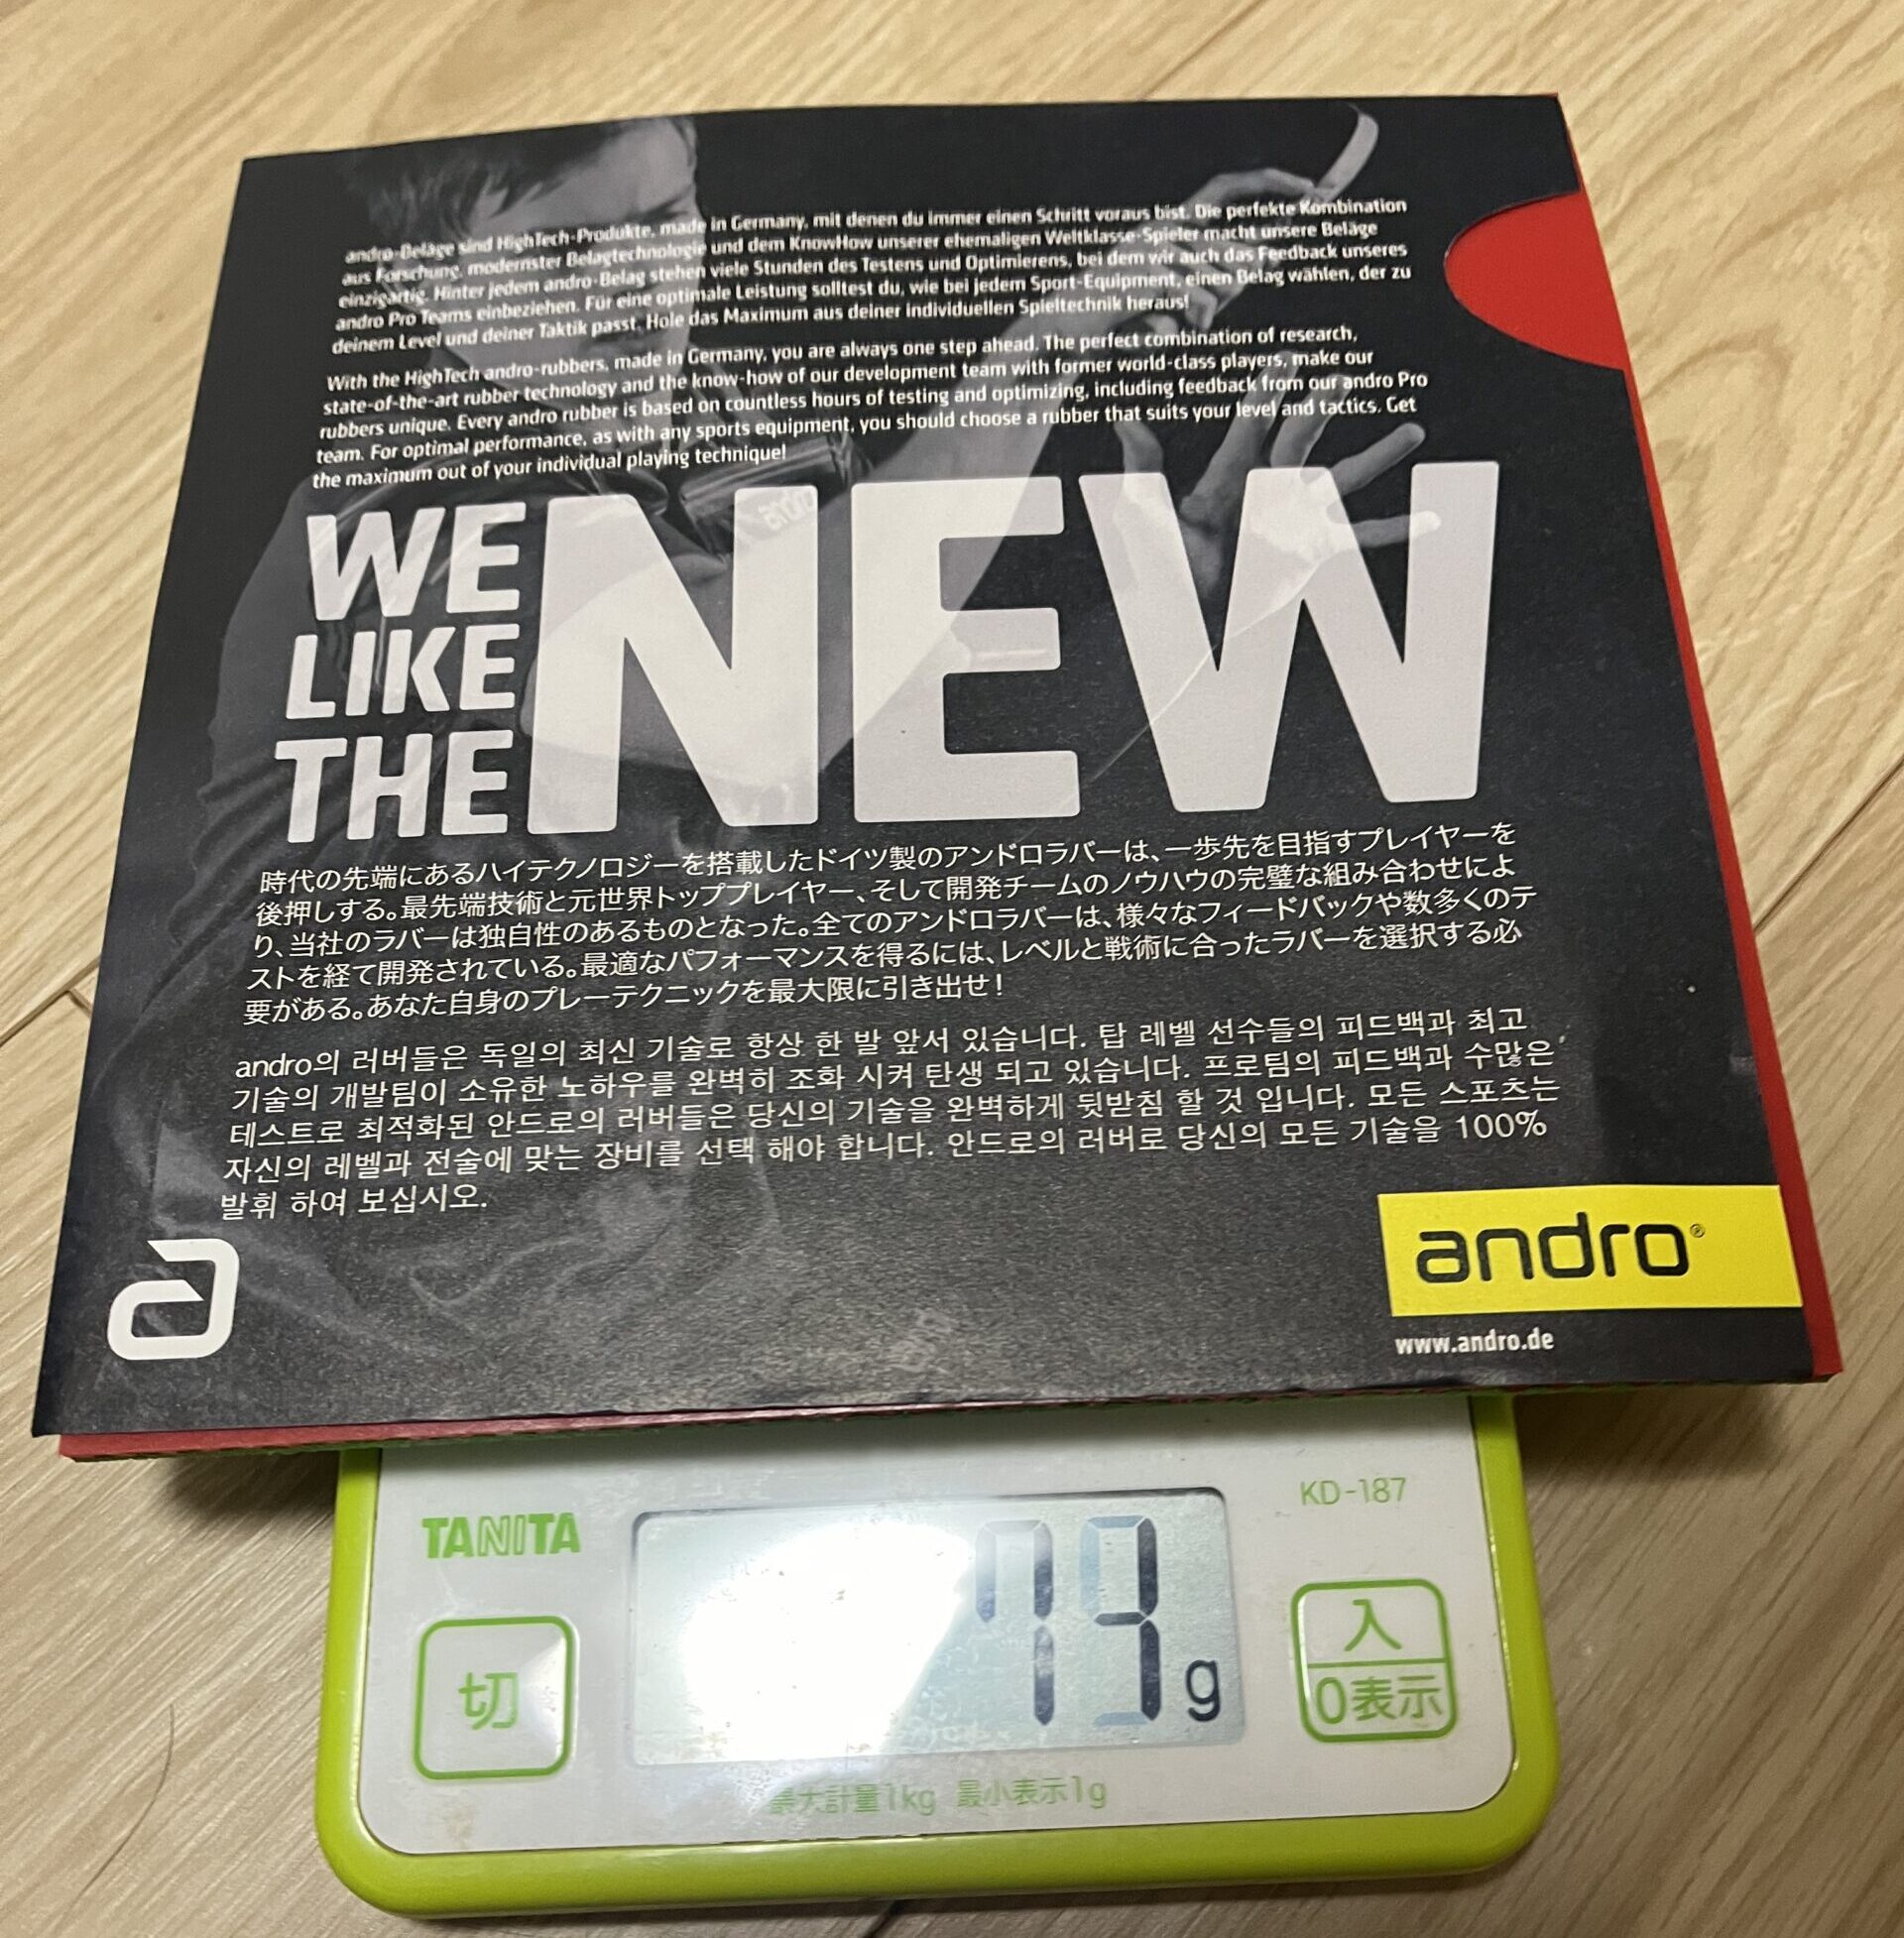 andro-Beläge sind HighTech-Produkte, made in Germany, mit denen du immer einen Schritt voraus bist. Die perfekte Kombination
aus Forschung, modernster Belagtechnologie und dem KnowHow unserer ehemaligen Weltklasse-Spieler macht unsere Beläge
einzigartig. Hinter jedem andro-Belag stehen viele Stunden des Testens und Optimierens, bei dem wir auch das Feedback unseres
andro Pro Teams einbeziehen. Für eine optimale Leistung solltest du, wie bei jedem Sport-Equipment, einen Belag wählen, der zu
deinem Level und deiner Taktik passt. Hole das Maximum aus deiner individuellen Spieltechnik heraus!
With the HighTech andro-rubbers, made in Germany, you are always one step ahead. The perfect combination of research,
state-of-the-art rubber technology and the know-how of our development team with former world-class players, make our
rubbers unique. Every andro rubber is based on countless hours of testing and optimizing, including feedback from our andro Pro
team. For optimal performance, as with any sports equipment, you should choose a rubber that suits your level and tactics. Get
the maximum out of your individual playing technique!
WE
LIKE
THE NEW
時代の先端にあるハイテクノロジーを搭載したドイツ製のアンドロラバーは、一歩先を目指すプレイヤーを
後押しする。最先端技術と元世界トッププレイヤー、そして開発チームのノウハウの完璧な組み合わせによ
り、当社のラバーは独自性のあるものとなった。全てのアンドロラバーは、様々なフィードバックや数多くのテ
ストを経て開発されている。最適なパフォーマンスを得るには、レベルと戦術に合ったラバーを選択する必
要がある。あなた自身のプレーテクニックを最大限に引き出せ！
andro의 러버들은 독일의 최신 기술로 항상 한 발 앞서 있습니다. 탑 레벨 선수들의 피드백과 최고
기술의 개발팀이 소유한 노하우를 완벽히 조화 시켜 탄생 되고 있습니다. 프로팀의 피드백과 수많은
테스트로 최적화된 안드로의 러버들은 당신의 기술을 완벽하게 뒷받침 할 것 입니다. 모든 스포츠는
자신의 레벨과 전술에 맞는 장비를 선택 해야 합니다. 안드로의 러버로 당신의 모든 기술을 100%
발휘 하여 보십시오.
andro®
www.andro.de
TANITA
KD-187
79 g
切
入
0表示
最大計量1kg 最小表示1g